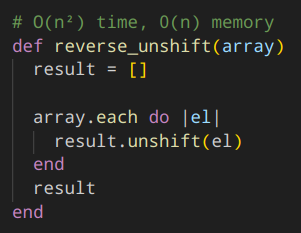 # O(n²) time, O(n) memory
def reverse_unshift(array)
  result = []

  array.each do |el|
    result.unshift(el)
  end
  result
end